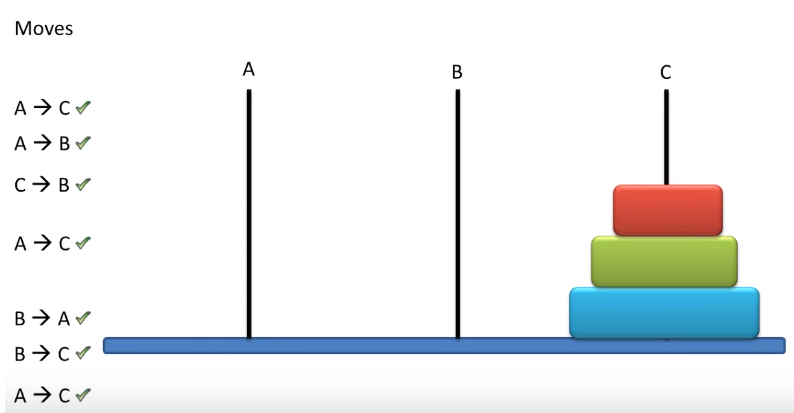 Moves
A B C
A → C ✓
A → B ✓
C → B ✓
A → C ✓
B → A ✓
B → C ✓
A → C ✓